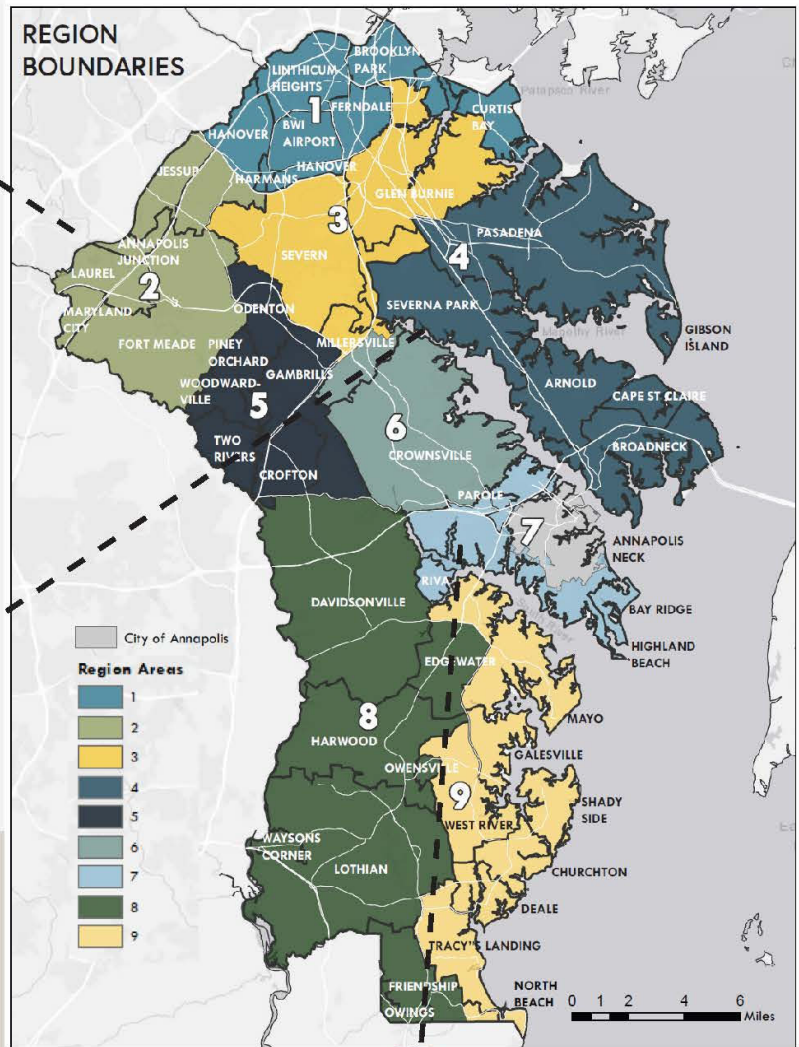 REGION
BOUNDARIES
BROOKLYN
PARK
LINTHICUM
HEIGHTS
1
FERNDALE
CURTIS
BAY
Patapsco River
HANOVER
BWI
AIRPORT
HANOVER
JESSUP
HARMANS
GLEN BURNIE
3
PASADENA
4
ANNAPOLIS
JUNCTION
SEVERN
LAUREL
2
MARYLAND
CITY
ODENTON
SEVERNA PARK
GIBSON
ISLAND
Magothy River
FORT MEADE
PINEY
ORCHARD
MILLERSVILLE
GAMBRILLS
WOODWARD-
VILLE
5
ARNOLD
CAPE ST CLAIRE
6
TWO
RIVERS
CROWNSVILLE
BROADNECK
CROFTON
PAROLE
7
ANNAPOLIS
NECK
RIVA
DAVIDSONVILLE
South River
BAY RIDGE
HIGHLAND
BEACH
City of Annapolis
Region Areas
1
2
3
4
5
6
7
8
9
EDGEWATER
8
MAYO
HARWOOD
GALESVILLE
OWENSVILLE
9
SHADY
SIDE
WEST RIVER
WAYSONS
CORNER
LOTHIAN
CHURCHTON
DEALE
TRACY'S LANDING
FRIENDSHIP
NORTH
BEACH
OWINGS
0 1 2 4 6
Miles